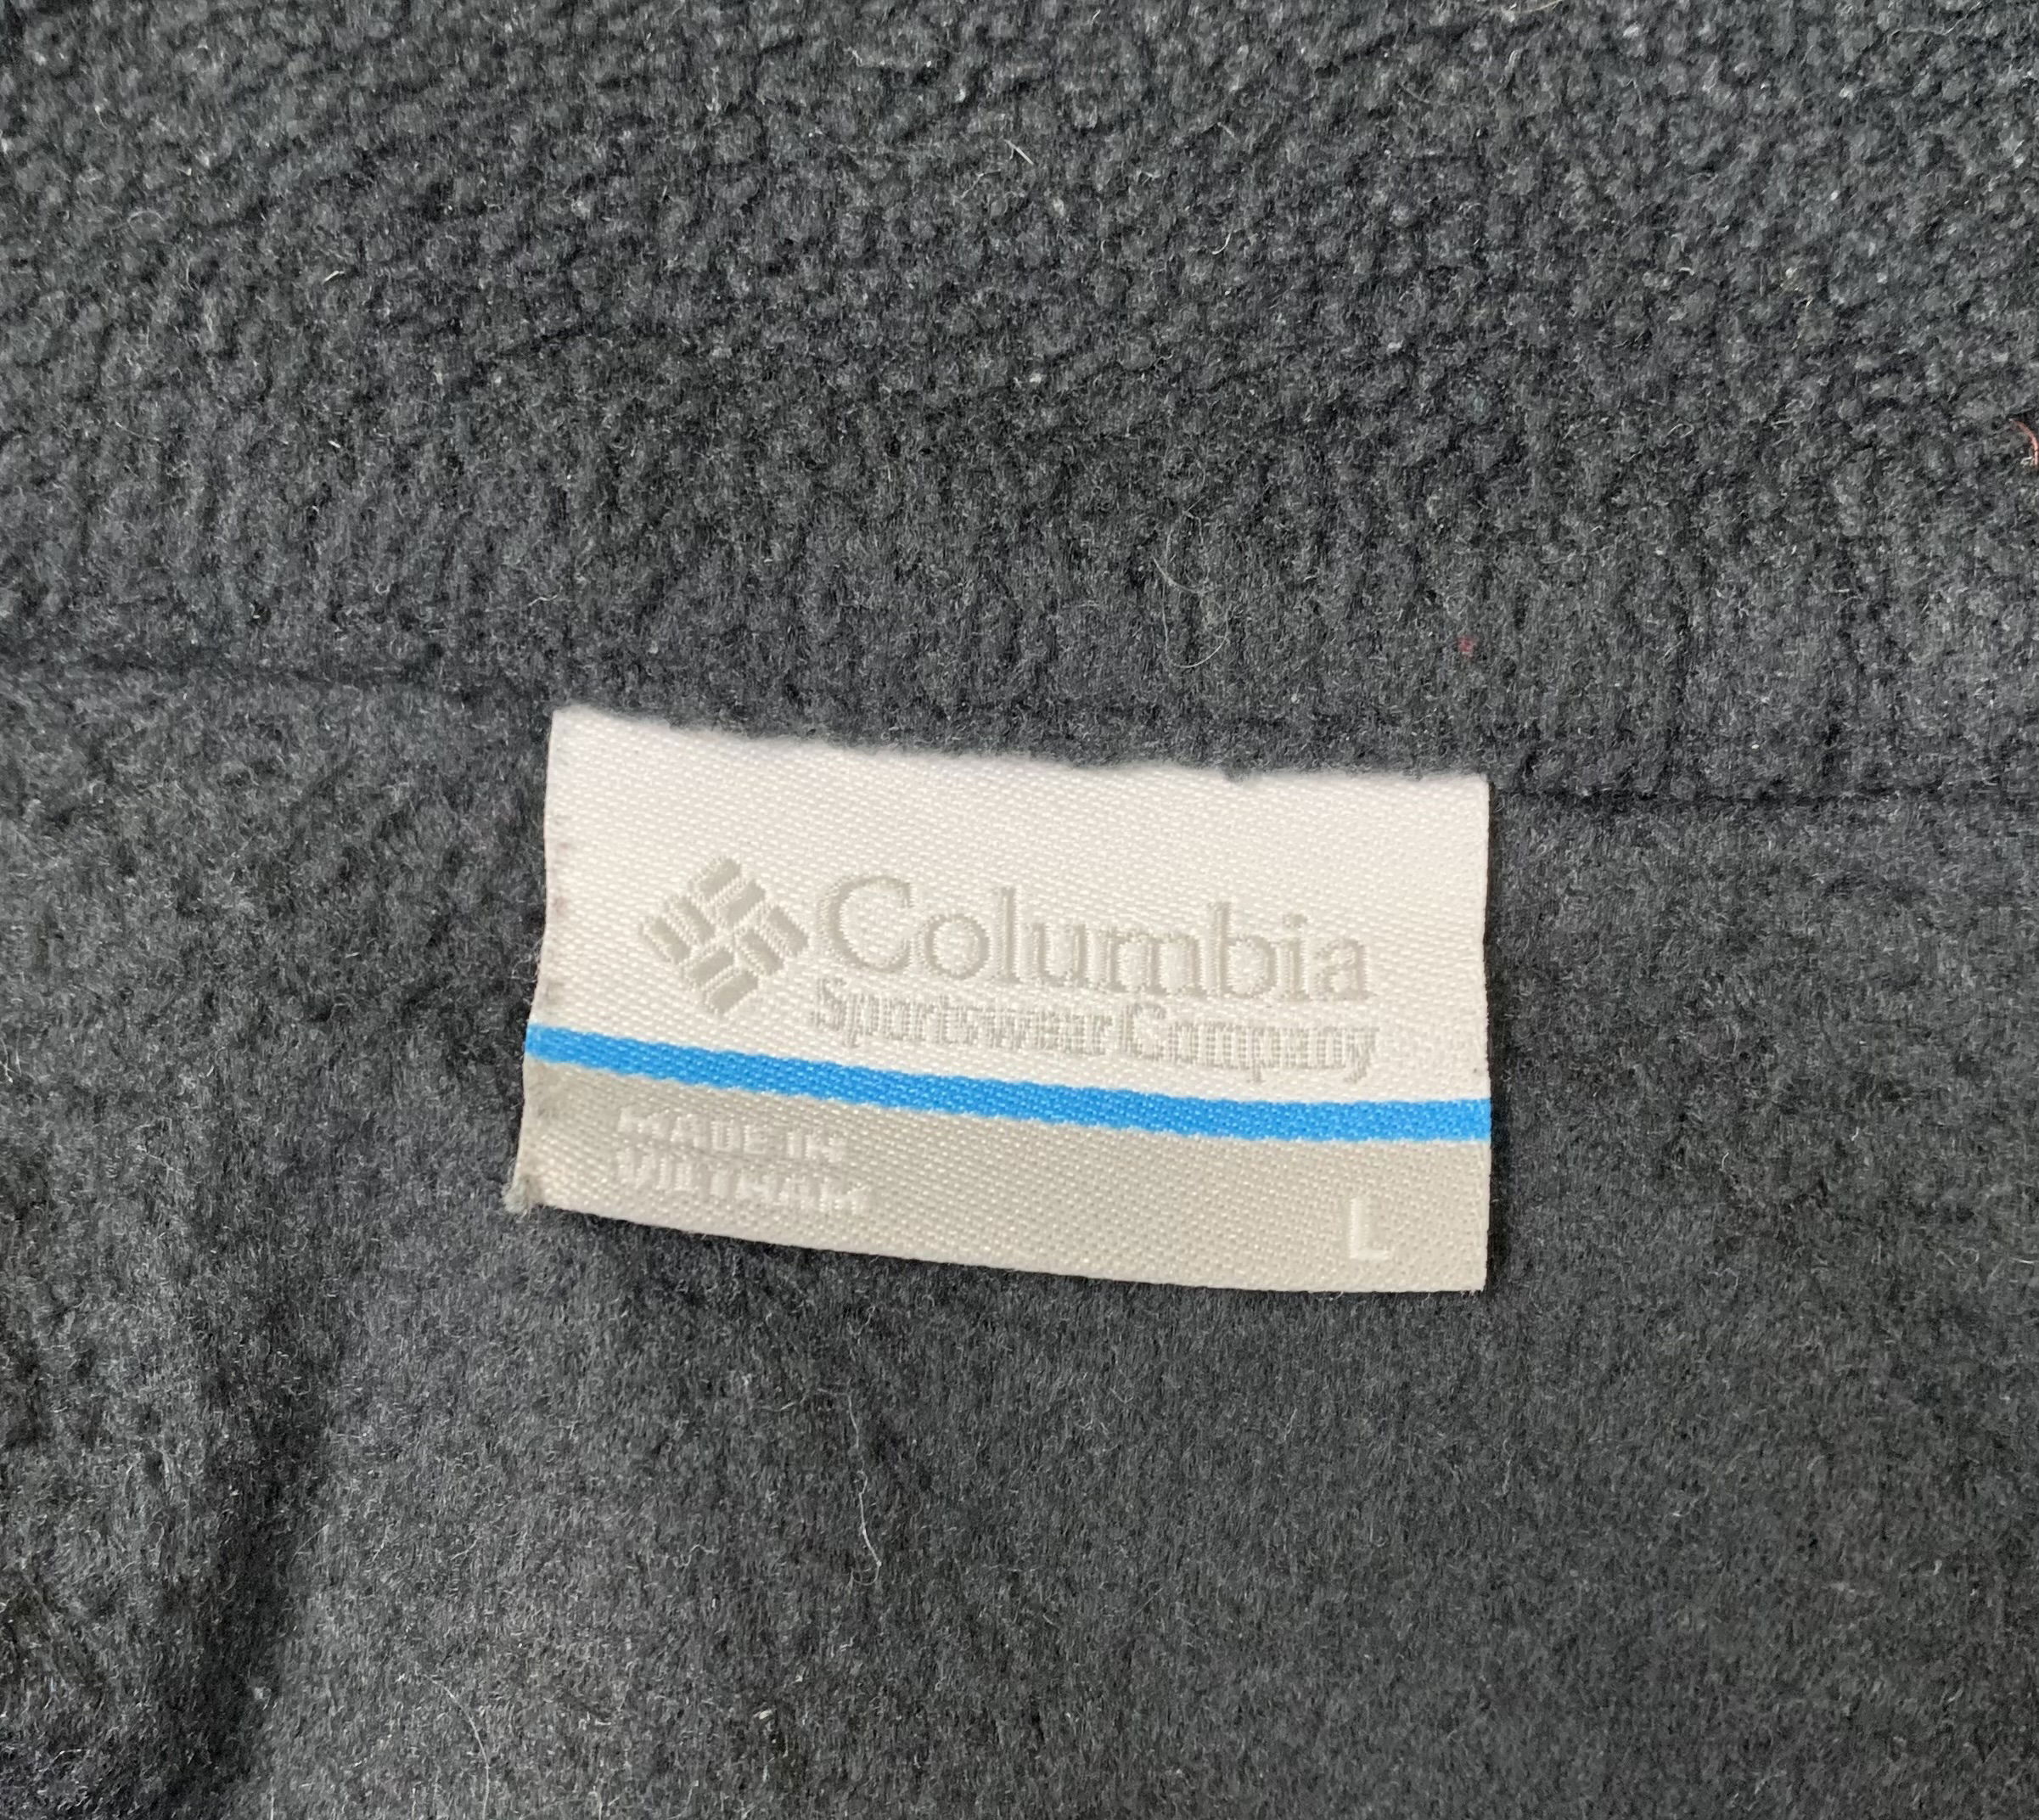 Columbia
Sportswear Company
MADE IN
VIETNAM
L